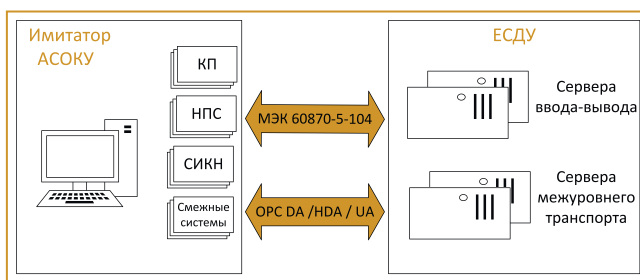 Имитатор
АСОКУ
КП
НПС
СИКН
Смежные
системы
МЭК 60870-5-104
OPC DA /HDA / UA
ЕСДУ
Сервера
ввода-вывода
Сервера
межуровнего
транспорта